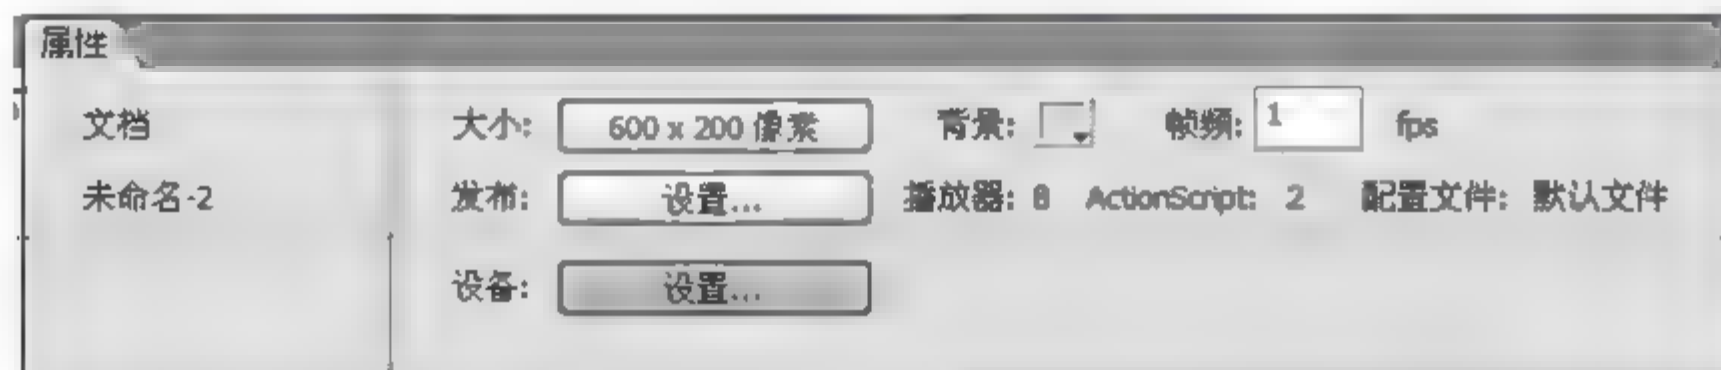 属性
文档 大小: 600 x 200 像素 背景: 帧频: 1 fps
未命名-2 发布: 设置... 播放器: 8 ActionScript: 2 配置文件: 默认文件
设备: 设置...